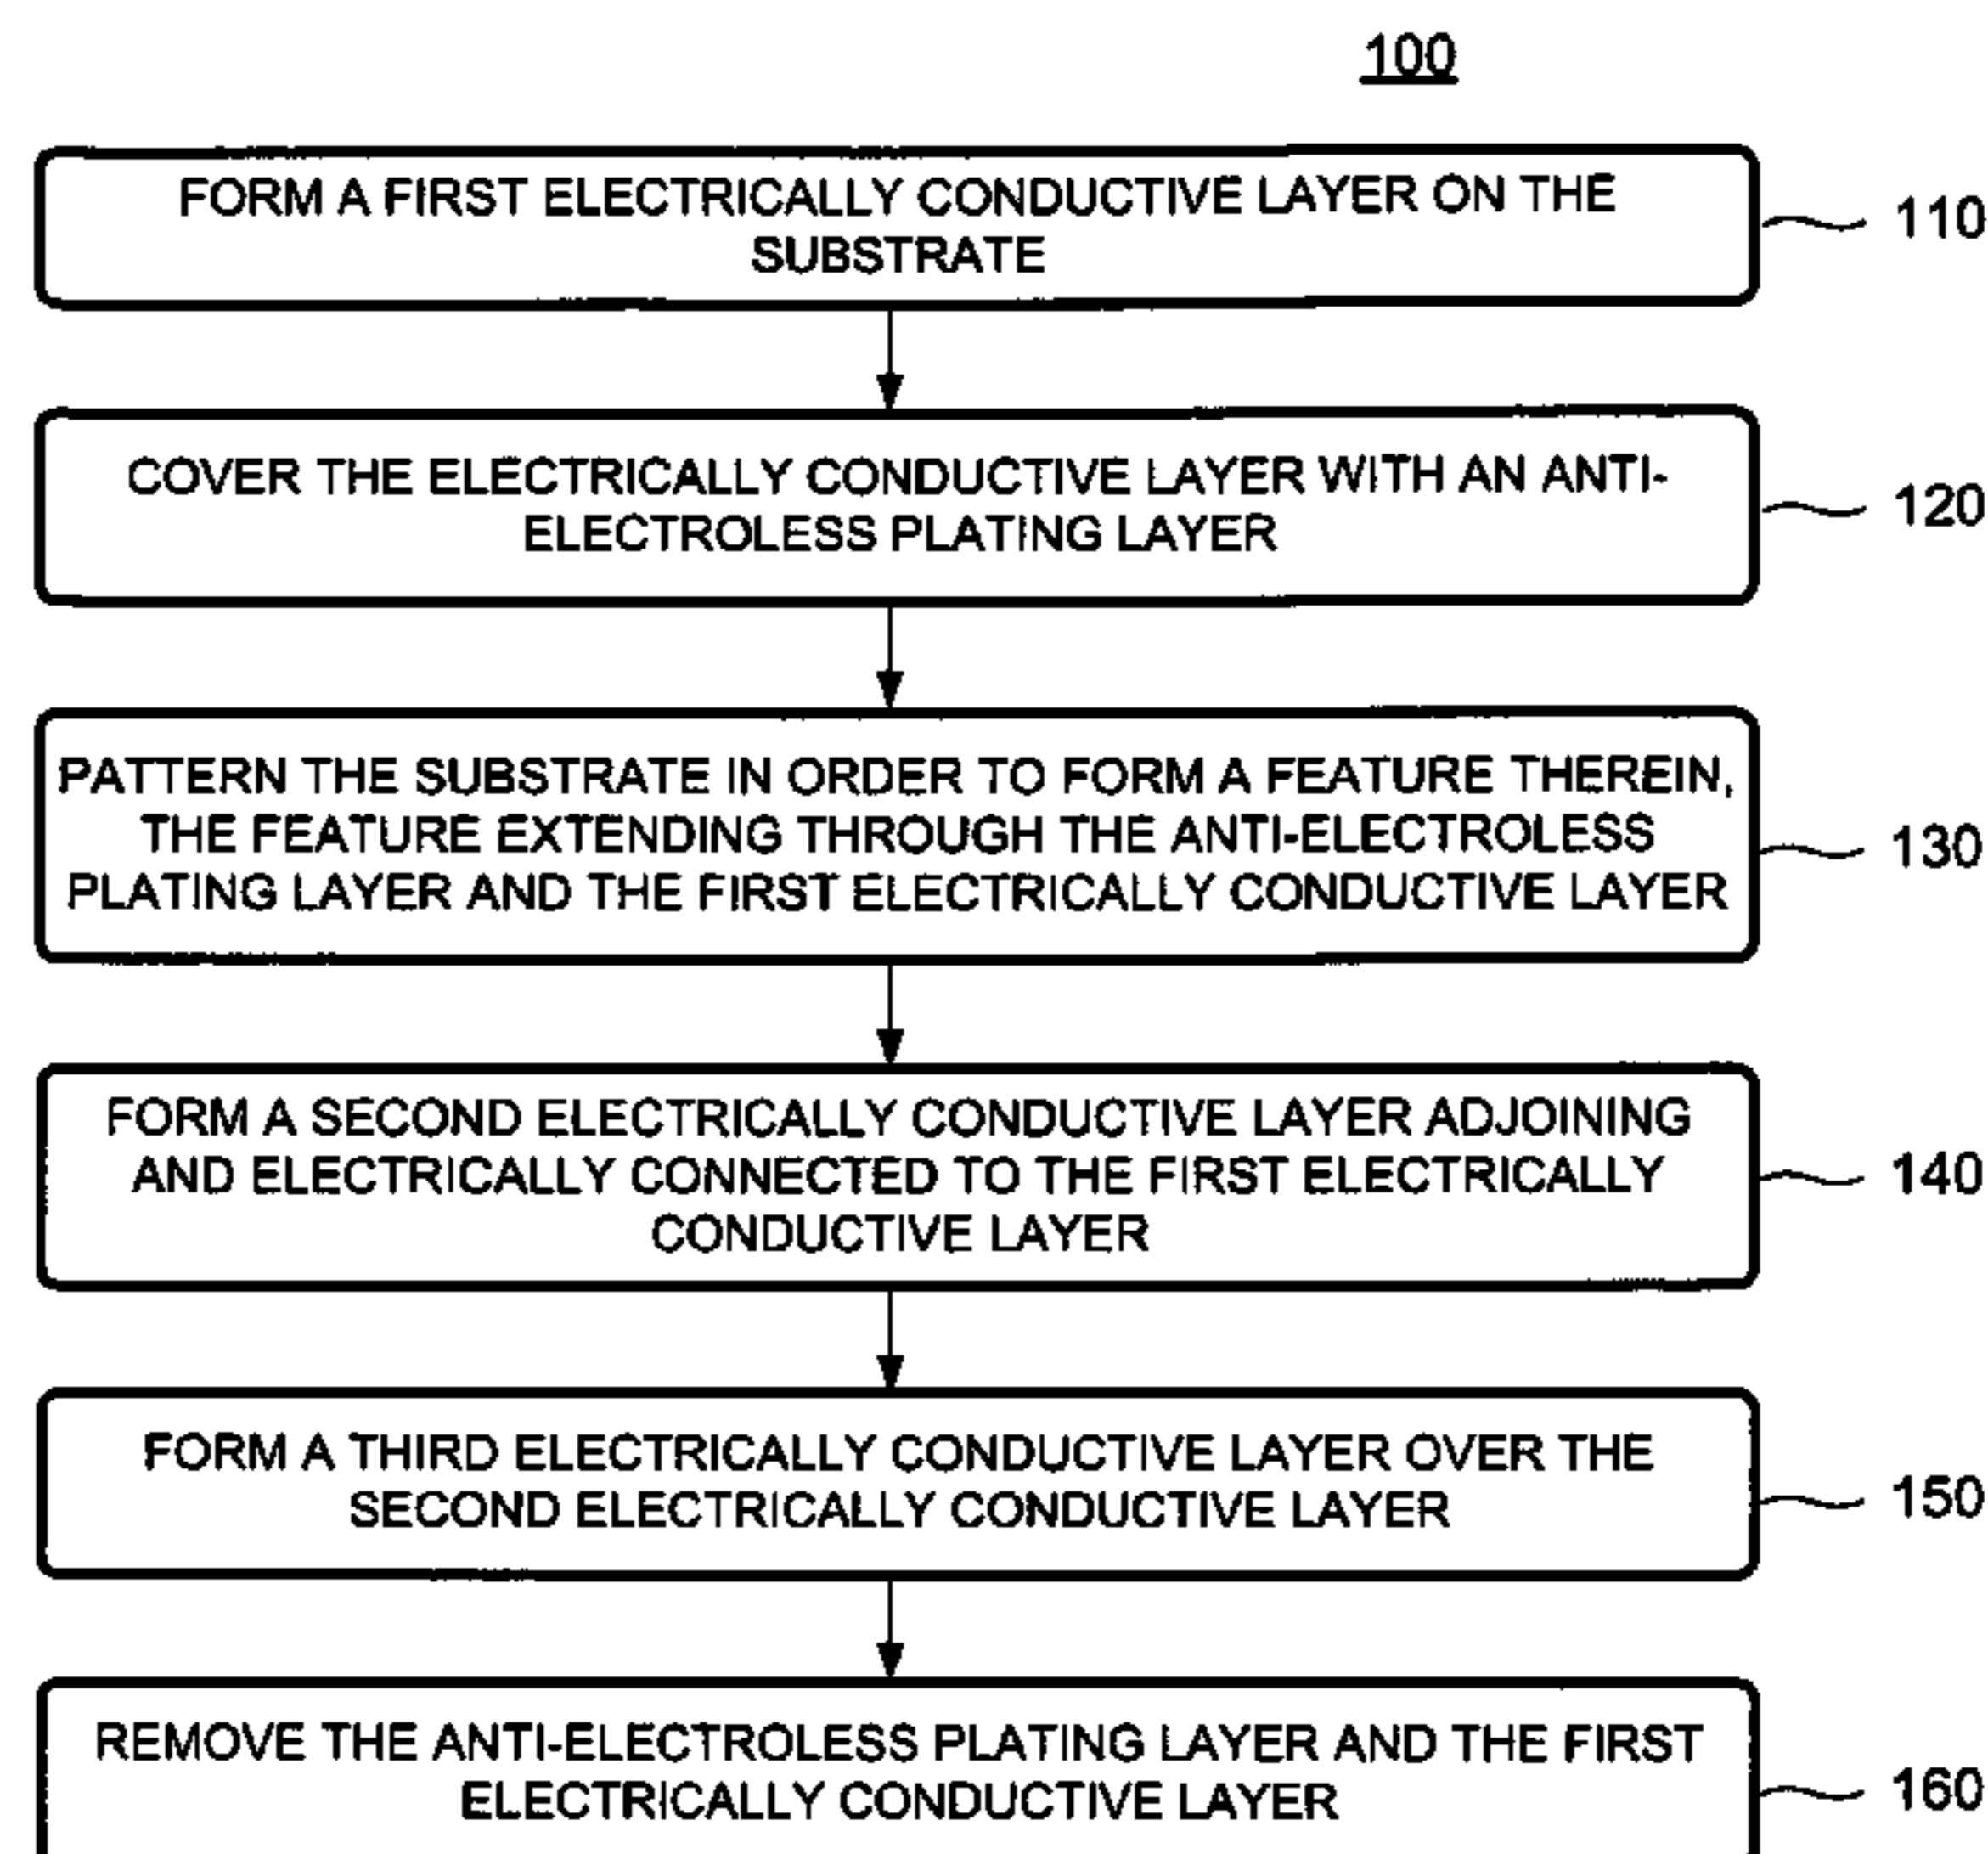 100
FORM A FIRST ELECTRICALLY CONDUCTIVE LAYER ON THE
SUBSTRATE
110
COVER THE ELECTRICALLY CONDUCTIVE LAYER WITH AN ANTI-
ELECTROLESS PLATING LAYER
120
PATTERN THE SUBSTRATE IN ORDER TO FORM A FEATURE THEREIN,
THE FEATURE EXTENDING THROUGH THE ANTI-ELECTROLESS
PLATING LAYER AND THE FIRST ELECTRICALLY CONDUCTIVE LAYER
130
FORM A SECOND ELECTRICALLY CONDUCTIVE LAYER ADJOINING
AND ELECTRICALLY CONNECTED TO THE FIRST ELECTRICALLY
CONDUCTIVE LAYER
140
FORM A THIRD ELECTRICALLY CONDUCTIVE LAYER OVER THE
SECOND ELECTRICALLY CONDUCTIVE LAYER
150
REMOVE THE ANTI-ELECTROLESS PLATING LAYER AND THE FIRST
ELECTRICALLY CONDUCTIVE LAYER
160